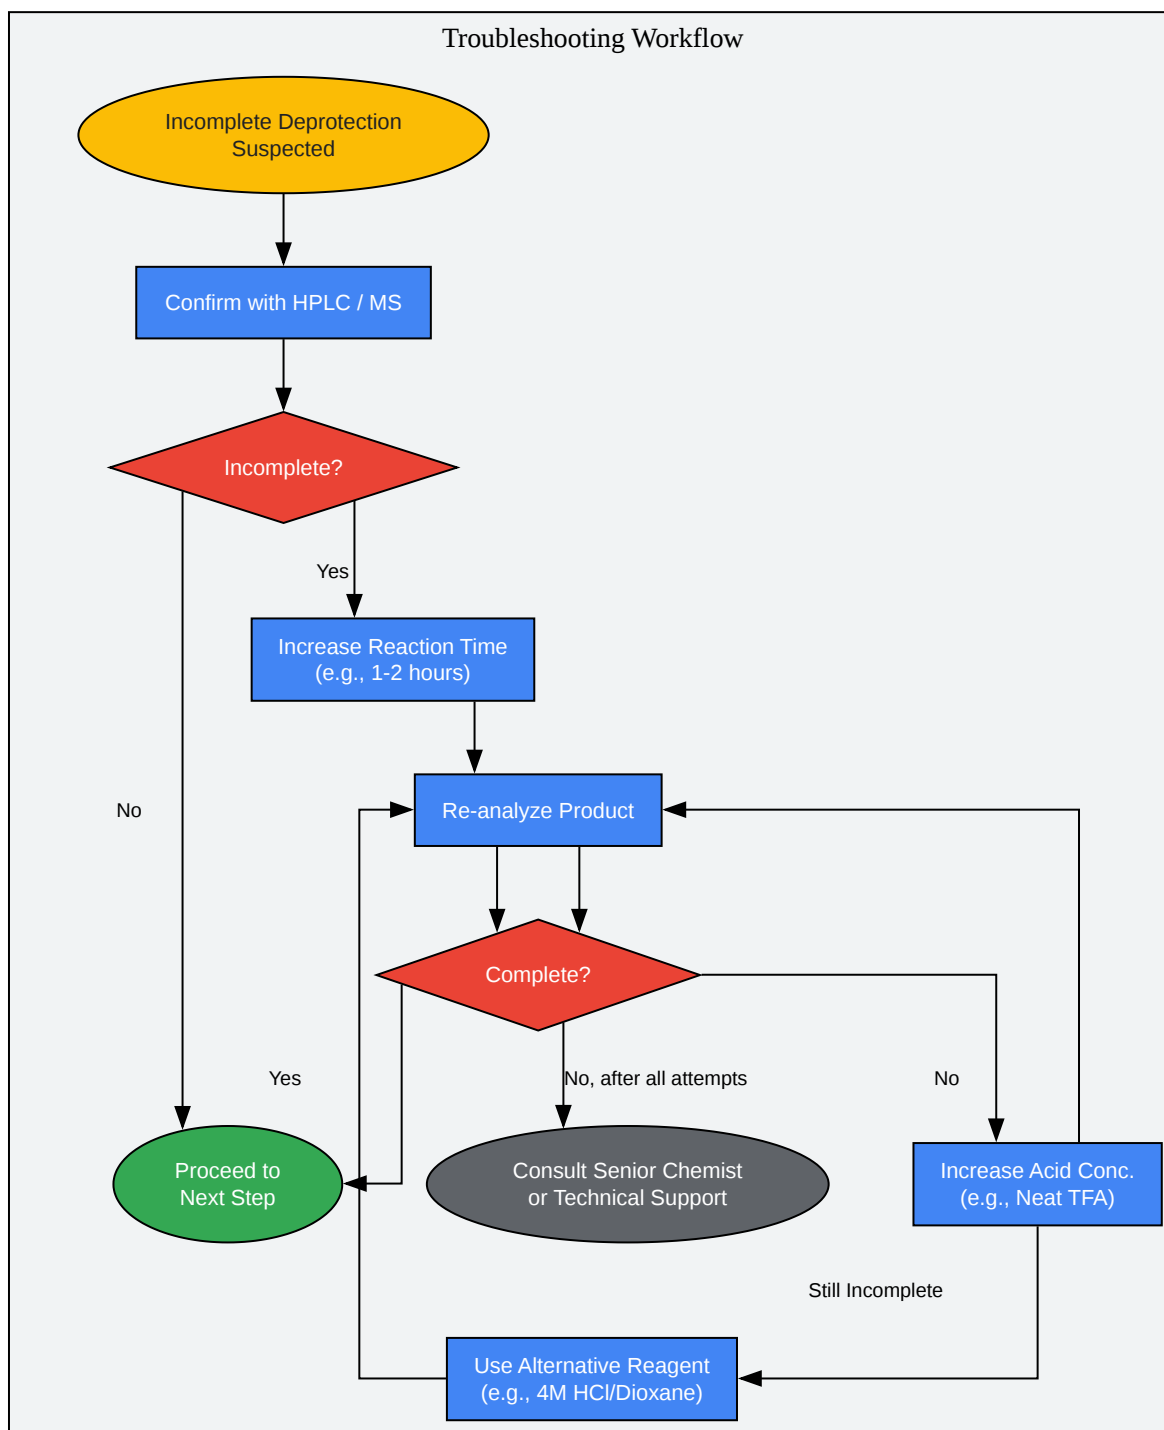 Troubleshooting Workflow
Incomplete Deprotection
Suspected
Confirm with HPLC / MS
Incomplete?
Yes
Increase Reaction Time
(e.g., 1-2 hours)
No
Re-analyze Product
Complete?
Yes
No, after all attempts
No
Proceed to
Next Step
Consult Senior Chemist
or Technical Support
Increase Acid Conc.
(e.g., Neat TFA)
Still Incomplete
Use Alternative Reagent
(e.g., 4M HCl/Dioxane)